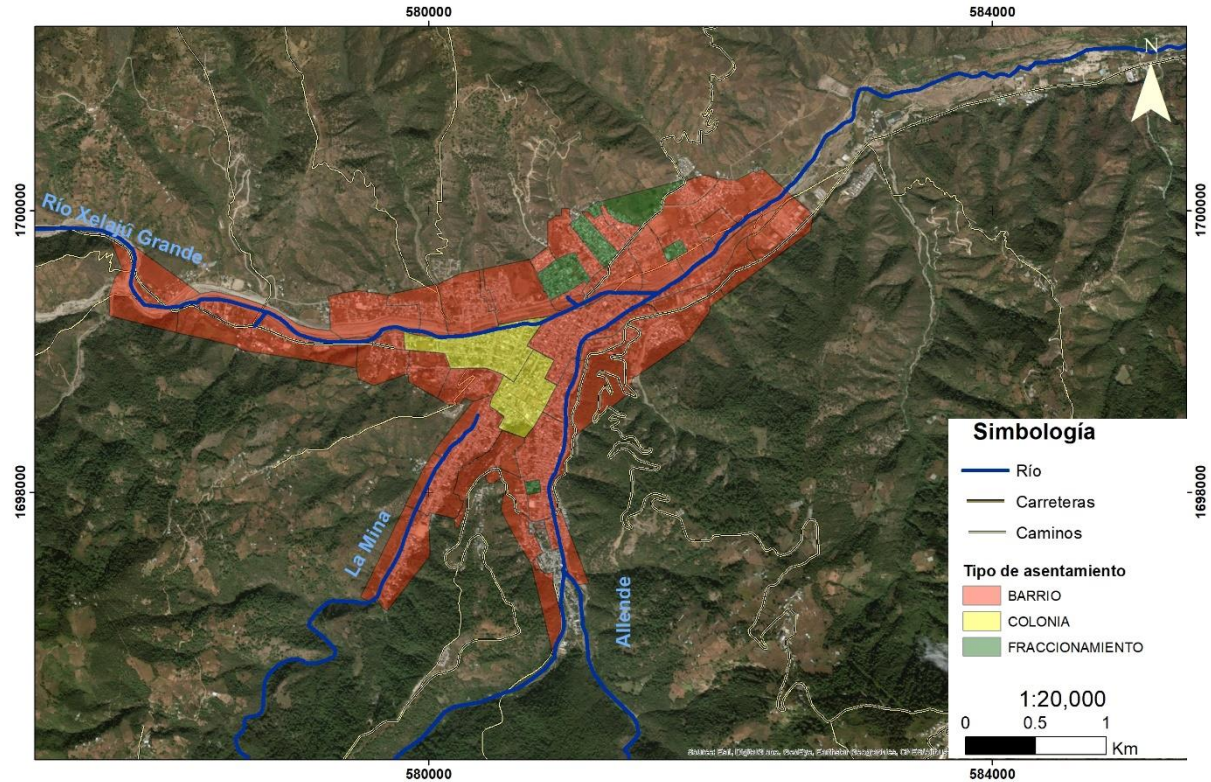 580000
584000
N
1700000
1700000
Río Xelajú Grande
1698000
1698000
La Mina
Allende
Simbología
Río
Carreteras
Caminos
Tipo de asentamiento
BARRIO
COLONIA
FRACCIONAMIENTO
1:20,000
0 0.5 1
Km
580000
584000